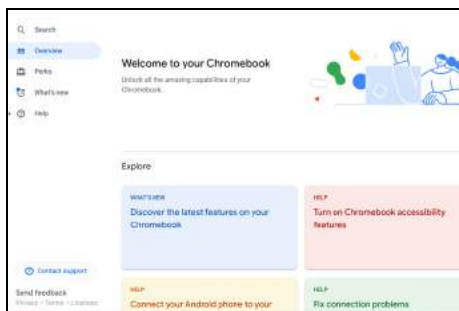 Search
Overview
Perks
What's new
Help
Contact support
Send feedback
Privacy • Terms • Licenses
Welcome to your Chromebook
Unlock all the amazing capabilities of your
Chromebook.
Explore
WHAT'S NEW
Discover the latest features on your
Chromebook
HELP
Turn on Chromebook accessibility
features
HELP
Connect your Android phone to your
HELP
Fix connection problems